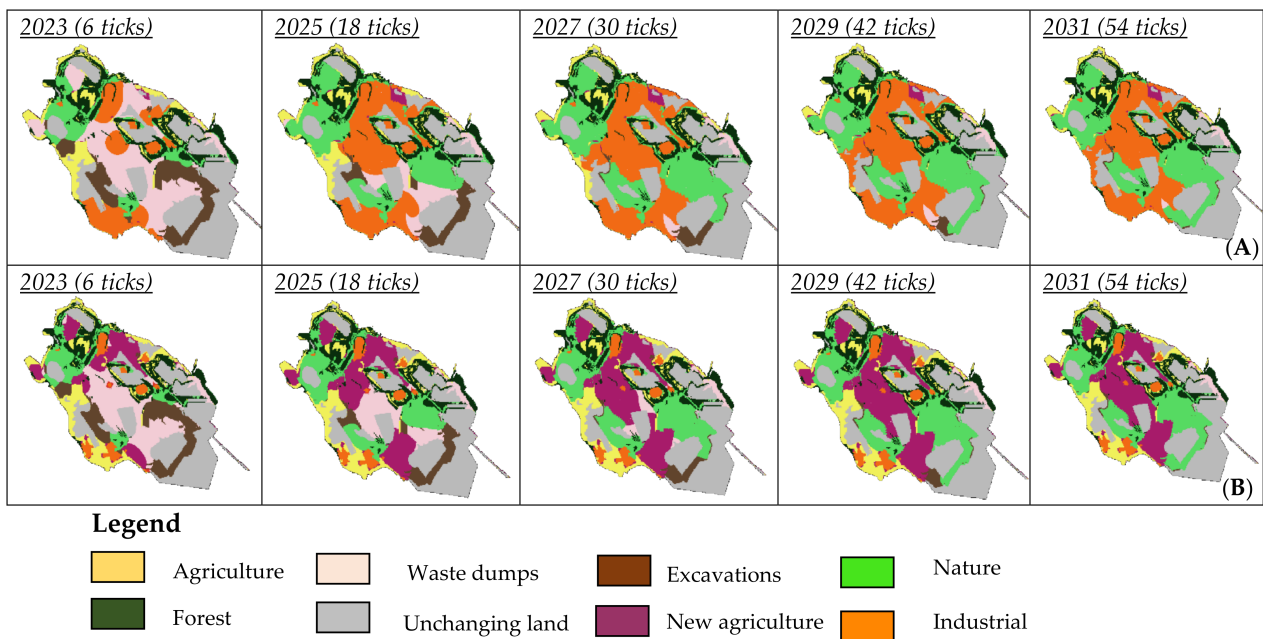 2023 (6 ticks) 2025 (18 ticks) 2027 (30 ticks) 2029 (42 ticks) 2031 (54 ticks)
(A)
2023 (6 ticks) 2025 (18 ticks) 2027 (30 ticks) 2029 (42 ticks) 2031 (54 ticks)
(B)
Legend
Agriculture Waste dumps Excavations Nature
Forest Unchanging land New agriculture Industrial